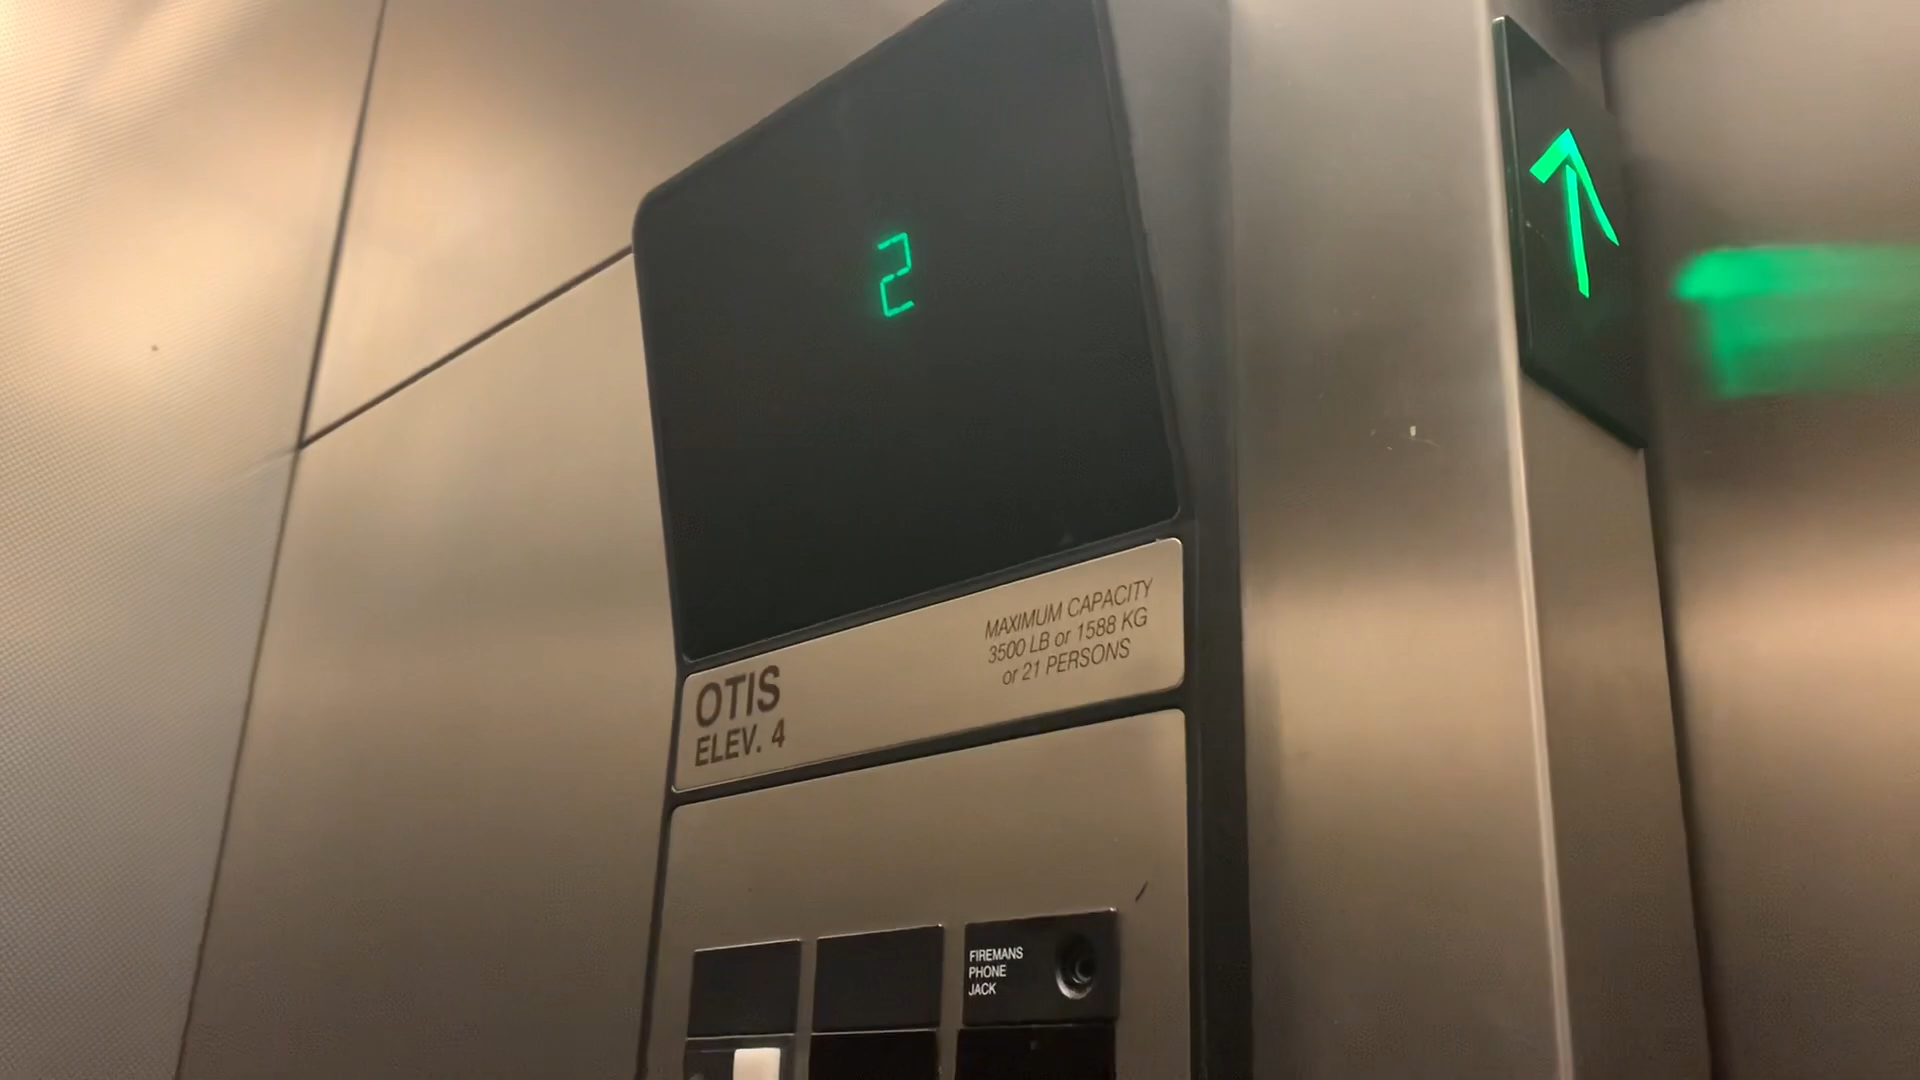 2
MAXIMUM CAPACITY
3500 LB or 1588 KG
or 21 PERSONS
OTIS
ELEV. 4
FIREMANS
PHONE
JACK